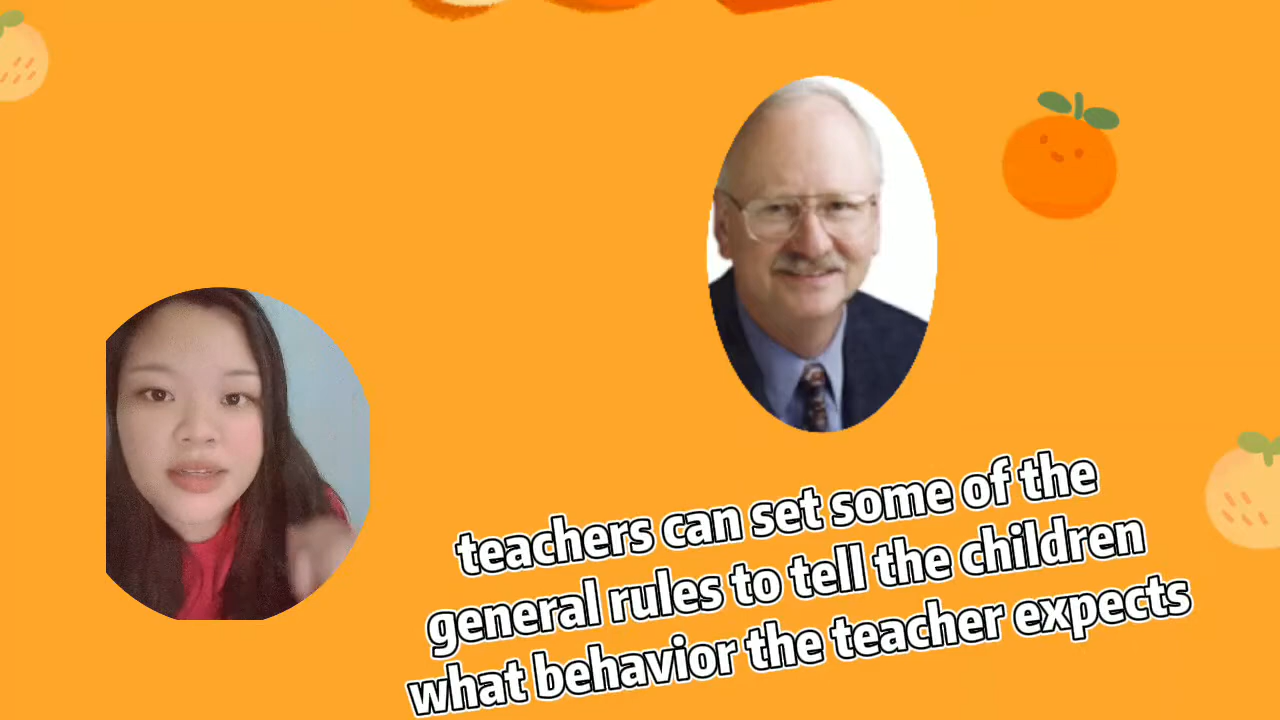 teachers can set some of the
general rules to tell the children
what behavior the teacher expects